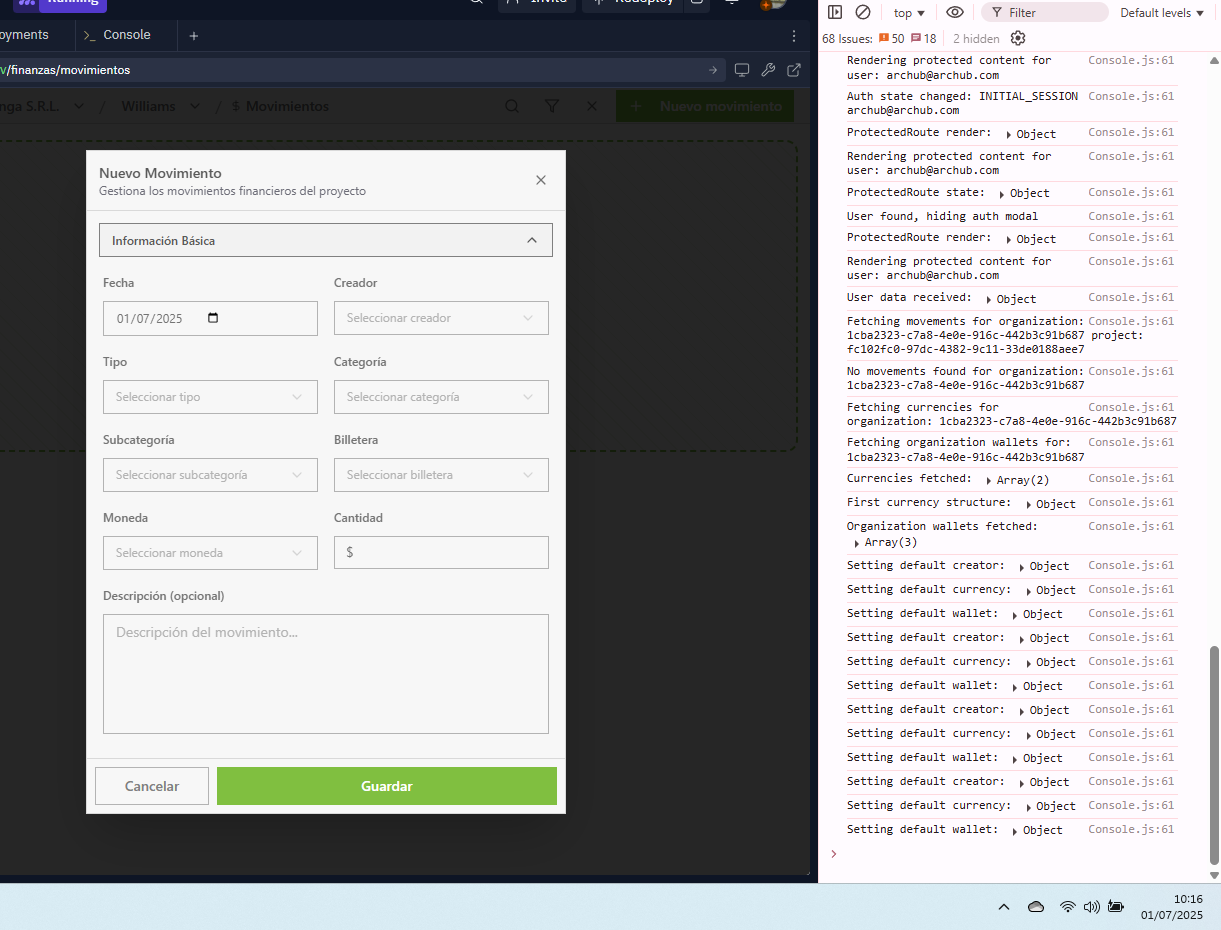 Running
Invite
Redeploy
oyments
Console
/finanzas/movimientos
nga S.R.L.
/
Williams
/
$ Movimientos
+ Nuevo movimiento
Nuevo Movimiento
Gestiona los movimientos financieros del proyecto
Información Básica
Fecha
Creador
01/07/2025
Seleccionar creador
Tipo
Categoría
Seleccionar tipo
Seleccionar categoría
Subcategoría
Billetera
Seleccionar subcategoría
Seleccionar billetera
Moneda
Cantidad
Seleccionar moneda
$
Descripción (opcional)
Descripción del movimiento...
Cancelar
Guardar
top
Filter
Default levels
68 Issues: 50 18 2 hidden
Rendering protected content for Console.js:61
user: archub@archub.com
Auth state changed: INITIAL_SESSION Console.js:61
archub@archub.com
ProtectedRoute render: Object Console.js:61
Rendering protected content for Console.js:61
user: archub@archub.com
ProtectedRoute state: Object Console.js:61
User found, hiding auth modal Console.js:61
ProtectedRoute render: Object Console.js:61
Rendering protected content for Console.js:61
user: archub@archub.com
User data received: Object Console.js:61
Fetching movements for organization: Console.js:61
1cba2323-c7a8-4e0e-916c-442b3c91b687 project:
fc102fc0-97dc-4382-9c11-33de0188aee7
No movements found for organization: Console.js:61
1cba2323-c7a8-4e0e-916c-442b3c91b687
Fetching currencies for Console.js:61
organization: 1cba2323-c7a8-4e0e-916c-442b3c91b687
Fetching organization wallets for: Console.js:61
1cba2323-c7a8-4e0e-916c-442b3c91b687
Currencies fetched: Array(2) Console.js:61
First currency structure: Object Console.js:61
Organization wallets fetched: Console.js:61
Array(3)
Setting default creator: Object Console.js:61
Setting default currency: Object Console.js:61
Setting default wallet: Object Console.js:61
Setting default creator: Object Console.js:61
Setting default currency: Object Console.js:61
Setting default wallet: Object Console.js:61
Setting default creator: Object Console.js:61
Setting default currency: Object Console.js:61
Setting default wallet: Object Console.js:61
Setting default creator: Object Console.js:61
Setting default currency: Object Console.js:61
Setting default wallet: Object Console.js:61
10:16
01/07/2025